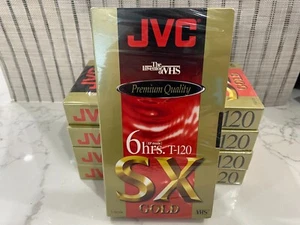 JVC
The
Inventor of VHS
Premium Quality
6 hrs. T-120
SX
GOLD
VHS
JVC
JVC
JVC
120
120
120
120